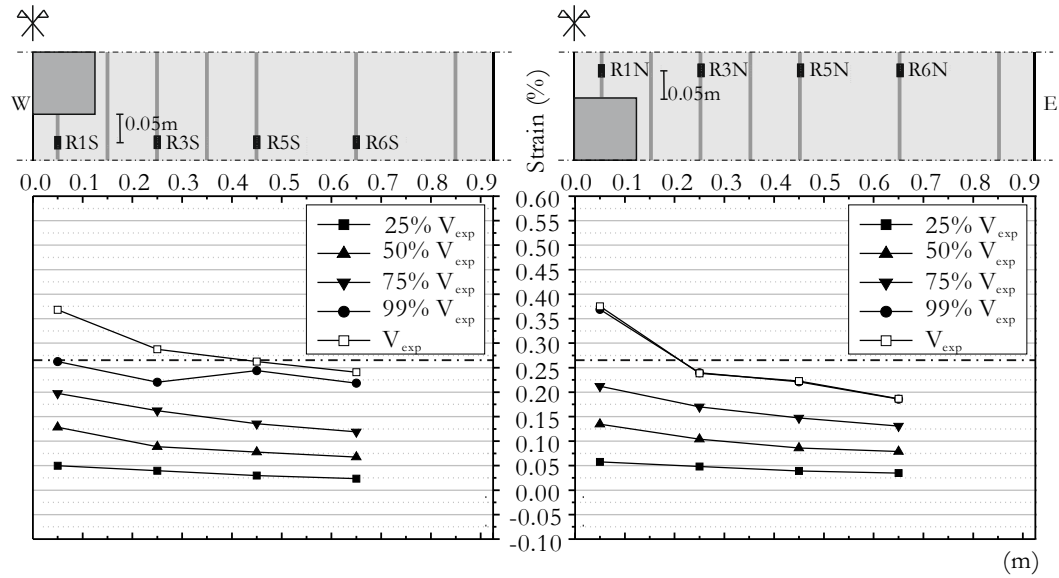 W
0.05m
R1S
R3S
R5S
R6S
Strain (%)
R1N
R3N
R5N
R6N
0.05m
E
0.0 0.1 0.2 0.3 0.4 0.5 0.6 0.7 0.8 0.9
0.0 0.1 0.2 0.3 0.4 0.5 0.6 0.7 0.8 0.9
25% Vexp
50% Vexp
75% Vexp
99% Vexp
Vexp
0.60
0.55
0.50
0.45
0.40
0.35
0.30
0.25
0.20
0.15
0.10
0.05
0.00
-0.05
-0.10
25% Vexp
50% Vexp
75% Vexp
99% Vexp
Vexp
(m)